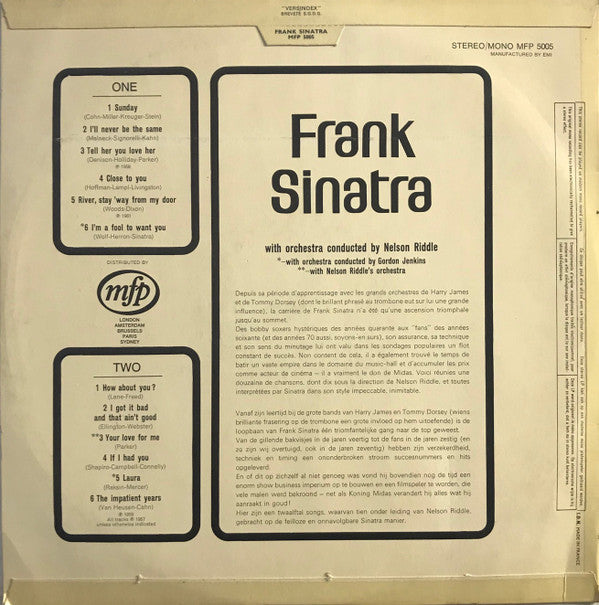 "VERSINDEX"
BREVETÉ S.G.D.G.
FRANK SINATRA
MFP 5005
STEREO/MONO MFP 5005
MANUFACTURED BY EMI
ONE
1 Sunday
(Cohn-Miller-Kreuger-Stein)
2 I'll never be the same
(Malneck-Signorelli-Kahn)
3 Tell her you love her
(Denison-Holliday-Parker)
4 Close to you
(Hoffman-Lampl-Livingston)
5 River, stay 'way from my door
(Woods-Dixon)
*6 I'm a fool to want you
(Wolf-Herron-Sinatra)
DISTRIBUTED BY
mfp
LONDON
AMSTERDAM
BRUSSELS
PARIS
SYDNEY
TWO
1 How about you?
(Lane-Freed)
2 I got it bad
and that ain't good
(Ellington-Webster)
**3 Your love for me
(Parker)
4 If I had you
(Shapiro-Campbell-Connelly)
*5 Laura
(Raksin-Mercer)
6 The impatient years
(Van Heusen-Cahn)
All tracks ℗ 1957
unless otherwise indicated
Frank
Sinatra
with orchestra conducted by Nelson Riddle
*-with orchestra conducted by Gordon Jenkins
**-with Nelson Riddle's orchestra
Depuis sa période d'apprentissage avec les grands orchestres de Harry James
et de Tommy Dorsey (dont le brillant phrasé au trombone eut sur lui une grande
influence), la carrière de Frank Sinatra n'a été qu'une ascension triomphale
jusqu'au sommet.
Des bobby soxers hystériques des années quarante aux "fans" des années
soixante (et des années 70 aussi, soyons-en surs), son assurance, sa technique
et son sens du minutage lui ont valu dans les sondages populaires un flot
constant de succès. Non content de cela, il a également trouvé le temps de
batir un vaste empire dans le domaine du music-hall et d'accumuler les prix
comme acteur de cinéma – il a vraiment le don de Midas. Voici réunies une
douzaine de chansons, dont dix sous la direction de Nelson Riddle, et toutes
interprétées par Sinatra dans son style impeccable, inimitable.
Vanaf zijn leertijd bij de grote bands van Harry James en Tommy Dorsey (wiens
brilliante frasering op de trombone een grote invloed op hem uitoefende) is de
loopbaan van Frank Sinatra één triomfantelijke gang naar de top geweest.
Van de gillende bakvisjes in de jaren veertig tot de fans in de jaren zestig (en
zo zijn wij overtuigd, ook in de jaren zeventig) hebben zijn verzekerdheid,
techniek en timing een ononderbroken stroom succesnummers en hits
opgeleverd.
En of dit op zichzelf al niet genoeg was vond hij bovendien nog de tijd een
enorm show business imperium op te bouwen en een filmspeler te worden, die
vele malen werd bekroond – net als Koning Midas verandert hij alles wat hij
aanraakt in goud!
Hier zijn een twaalftal songs, waarvan tien onder leiding van Nelson Riddle,
gebracht op de feilloze en onnavolgbare Sinatra manier.
MADE IN FRANCE